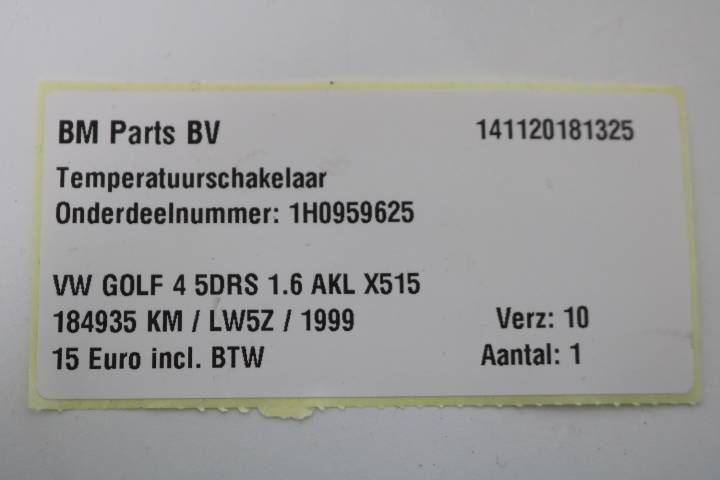 BM Parts BV 141120181325
Temperatuurschakelaar
Onderdeelnummer: 1H0959625
VW GOLF 4 5DRS 1.6 AKL X515
184935 KM / LW5Z / 1999 Verz: 10
15 Euro incl. BTW Aantal: 1